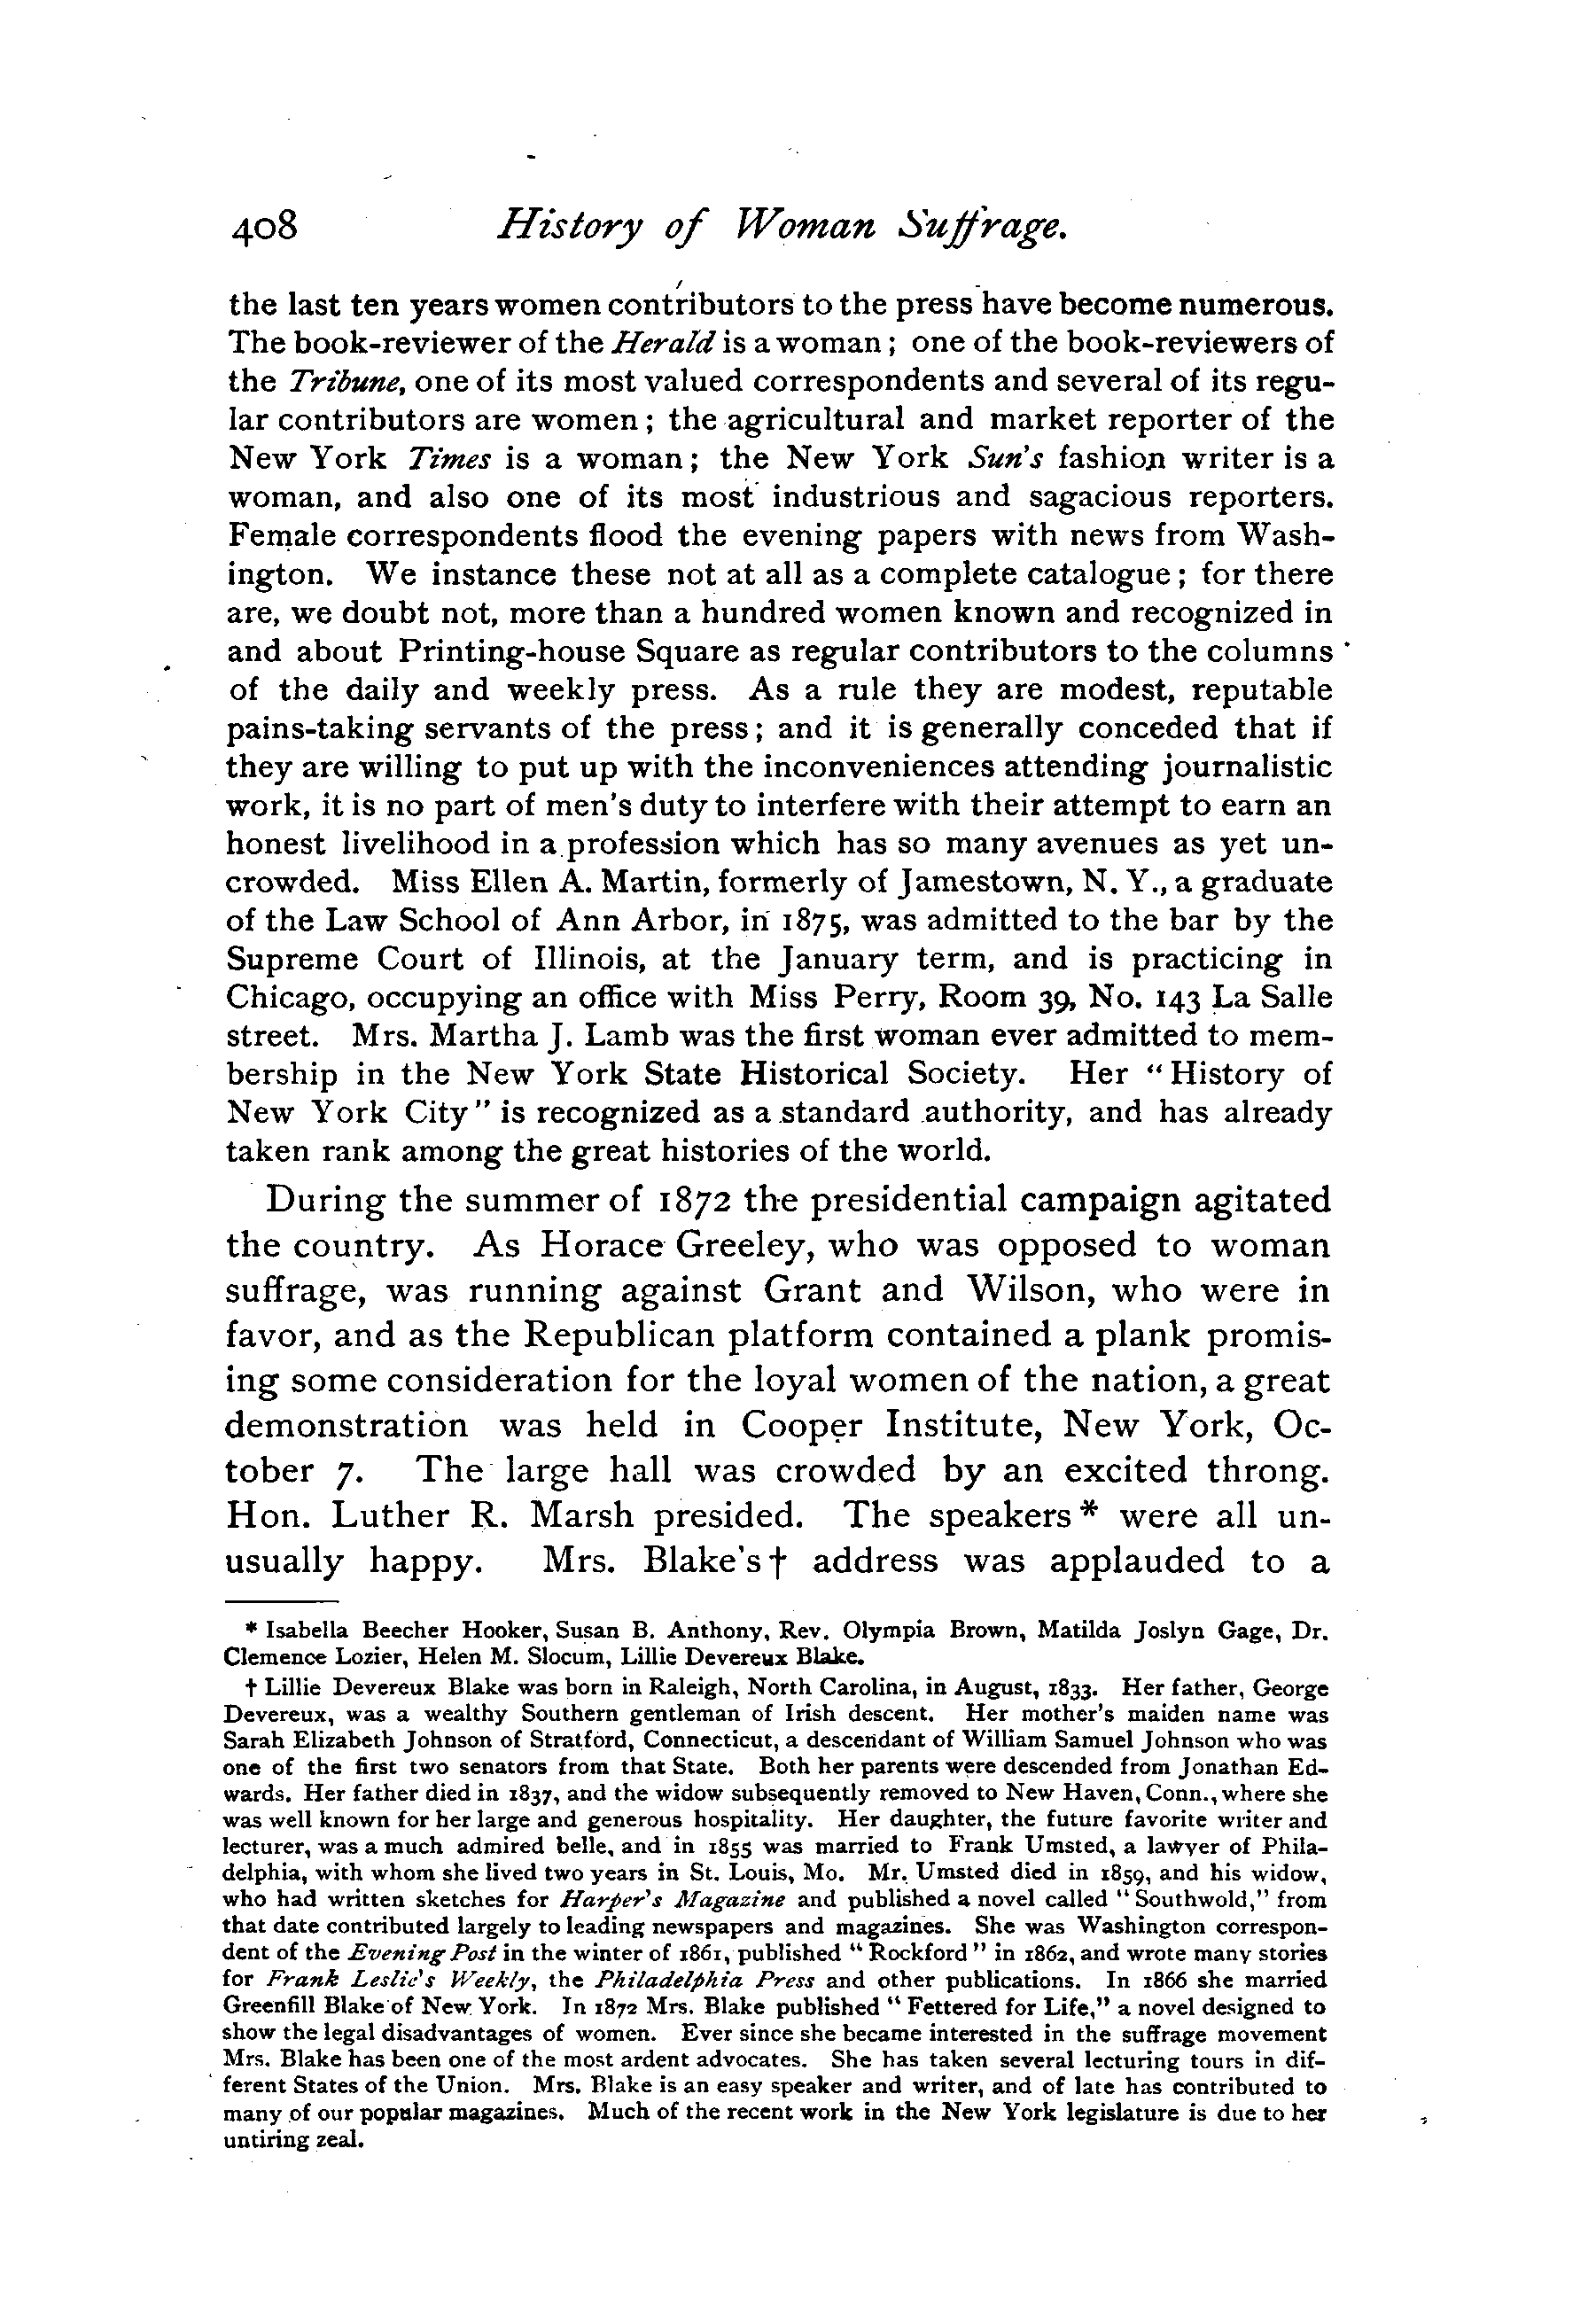 408 History of Woman Suffrage.
the last ten years women contributors to the press have become numerous.
The book-reviewer of the Herald is a woman; one of the book-reviewers of
the Tribune, one of its most valued correspondents and several of its regu-
lar contributors are women; the agricultural and market reporter of the
New York Times is a woman; the New York Sun's fashion writer is a
woman, and also one of its most industrious and sagacious reporters.
Female correspondents flood the evening papers with news from Wash-
ington. We instance these not at all as a complete catalogue; for there
are, we doubt not, more than a hundred women known and recognized in
and about Printing-house Square as regular contributors to the columns
of the daily and weekly press. As a rule they are modest, reputable
pains-taking servants of the press; and it is generally conceded that if
they are willing to put up with the inconveniences attending journalistic
work, it is no part of men's duty to interfere with their attempt to earn an
honest livelihood in a profession which has so many avenues as yet un-
crowded. Miss Ellen A. Martin, formerly of Jamestown, N. Y., a graduate
of the Law School of Ann Arbor, in 1875, was admitted to the bar by the
Supreme Court of Illinois, at the January term, and is practicing in
Chicago, occupying an office with Miss Perry, Room 39, No. 143 La Salle
street. Mrs. Martha J. Lamb was the first woman ever admitted to mem-
bership in the New York State Historical Society. Her "History of
New York City" is recognized as a standard authority, and has already
taken rank among the great histories of the world.
During the summer of 1872 the presidential campaign agitated
the country. As Horace Greeley, who was opposed to woman
suffrage, was running against Grant and Wilson, who were in
favor, and as the Republican platform contained a plank promis-
ing some consideration for the loyal women of the nation, a great
demonstration was held in Cooper Institute, New York, Oc-
tober 7. The large hall was crowded by an excited throng.
Hon. Luther R. Marsh presided. The speakers * were all un-
usually happy. Mrs. Blake's † address was applauded to a
* Isabella Beecher Hooker, Susan B. Anthony, Rev. Olympia Brown, Matilda Joslyn Gage, Dr.
Clemence Lozier, Helen M. Slocum, Lillie Devereux Blake.
† Lillie Devereux Blake was born in Raleigh, North Carolina, in August, 1833. Her father, George
Devereux, was a wealthy Southern gentleman of Irish descent. Her mother's maiden name was
Sarah Elizabeth Johnson of Stratford, Connecticut, a descendant of William Samuel Johnson who was
one of the first two senators from that State. Both her parents were descended from Jonathan Ed-
wards. Her father died in 1837, and the widow subsequently removed to New Haven, Conn., where she
was well known for her large and generous hospitality. Her daughter, the future favorite writer and
lecturer, was a much admired belle, and in 1855 was married to Frank Umsted, a lawyer of Phila-
delphia, with whom she lived two years in St. Louis, Mo. Mr. Umsted died in 1859, and his widow,
who had written sketches for Harper's Magazine and published a novel called "Southwold," from
that date contributed largely to leading newspapers and magazines. She was Washington correspon-
dent of the Evening Post in the winter of 1861, published "Rockford" in 1862, and wrote many stories
for Frank Leslie's Weekly, the Philadelphia Press and other publications. In 1866 she married
Greenfill Blake of New York. In 1872 Mrs. Blake published "Fettered for Life," a novel designed to
show the legal disadvantages of women. Ever since she became interested in the suffrage movement
Mrs. Blake has been one of the most ardent advocates. She has taken several lecturing tours in dif-
ferent States of the Union. Mrs. Blake is an easy speaker and writer, and of late has contributed to
many of our popular magazines. Much of the recent work in the New York legislature is due to her
untiring zeal.